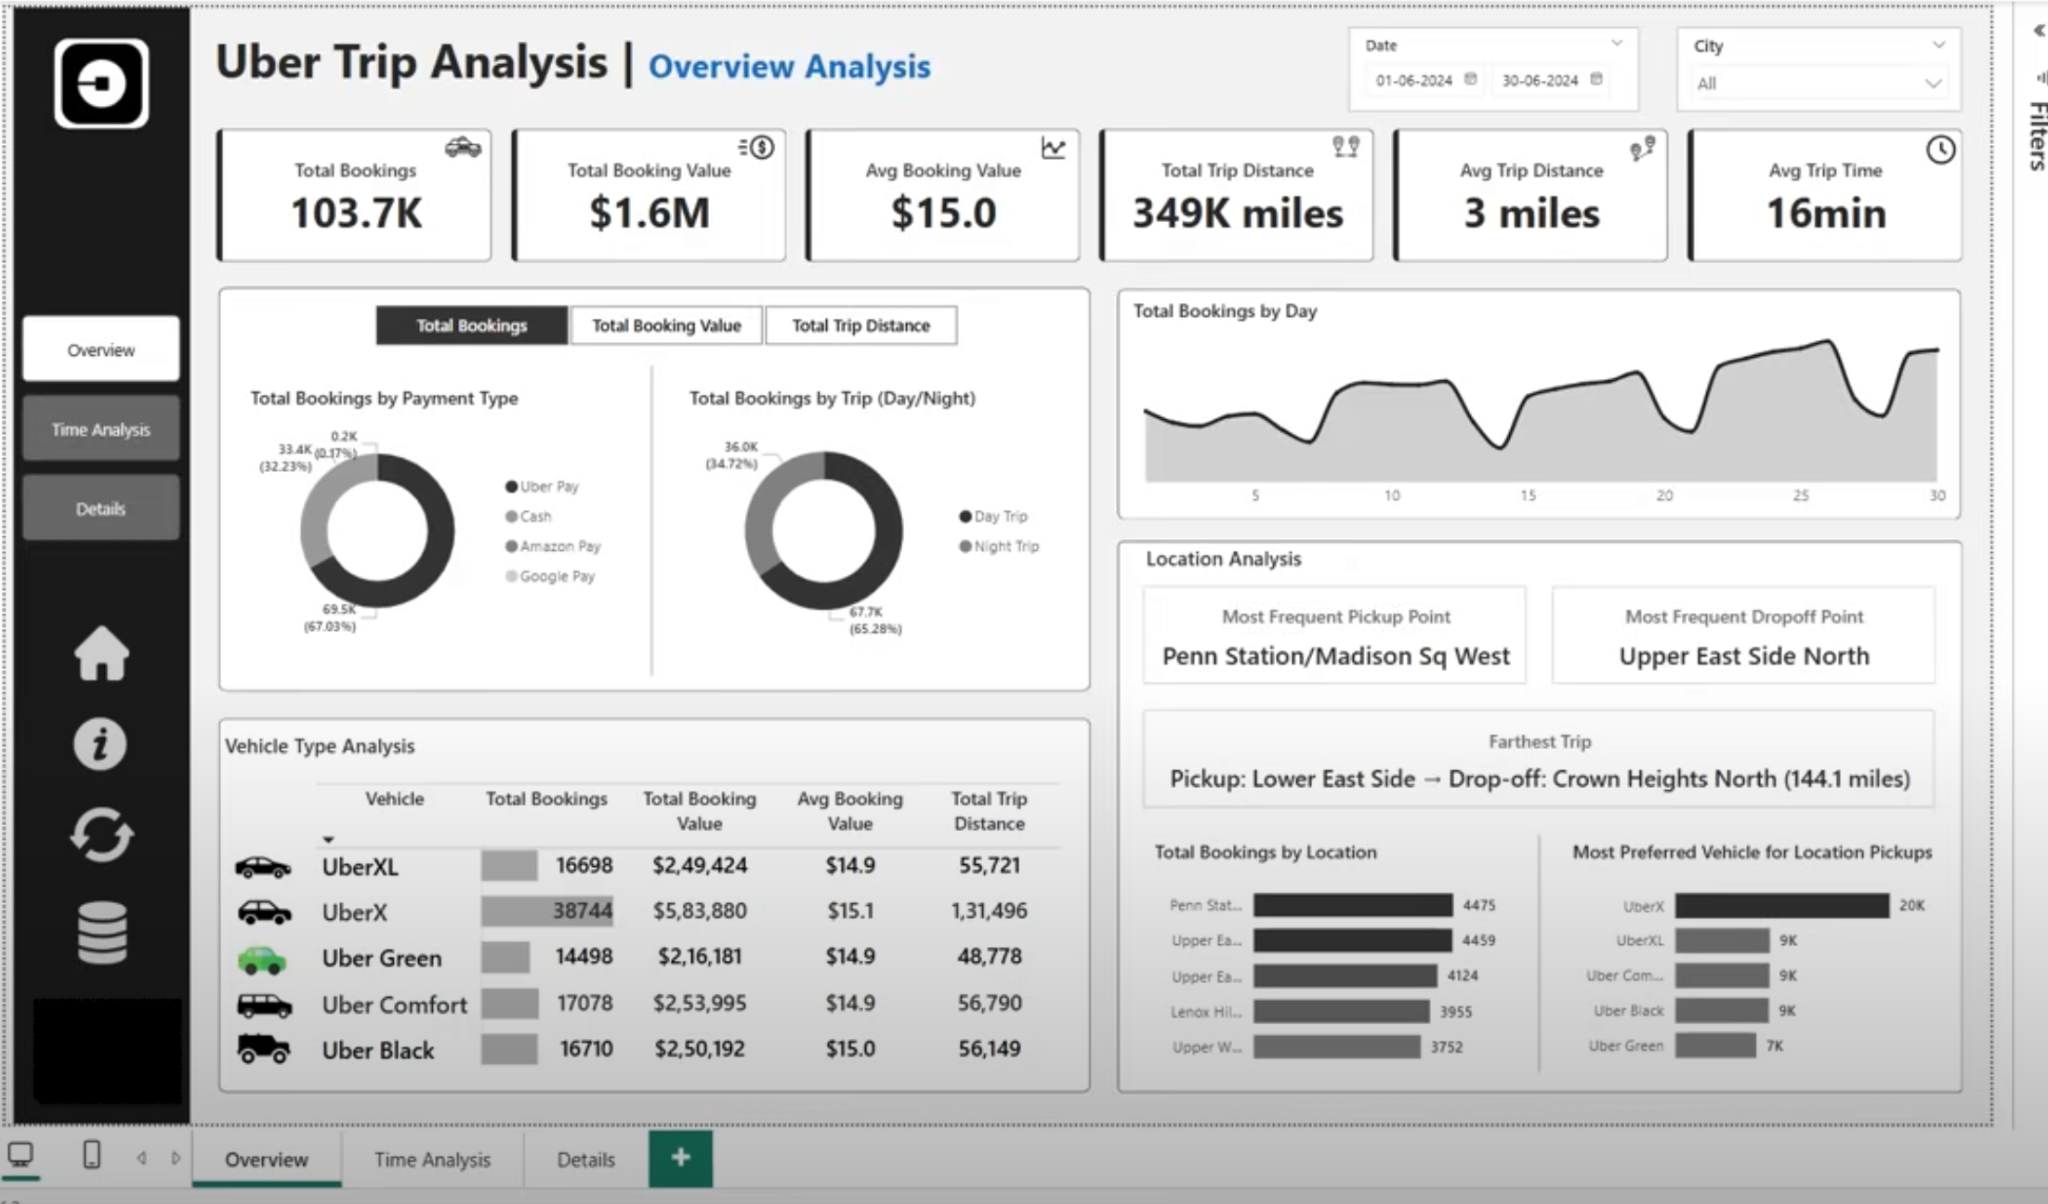 Uber Trip Analysis | Overview Analysis
Date
01-06-2024 30-06-2024
City
All
Filters
Total Bookings
103.7K
Total Booking Value
$1.6M
Avg Booking Value
$15.0
Total Trip Distance
349K miles
Avg Trip Distance
3 miles
Avg Trip Time
16min
Overview
Time Analysis
Details
Total Bookings Total Booking Value Total Trip Distance
Total Bookings by Payment Type
0.2K
(0.17%)
33.4K
(32.23%)
69.5K
(67.03%)
Uber Pay
Cash
Amazon Pay
Google Pay
Total Bookings by Trip (Day/Night)
36.0K
(34.72%)
67.7K
(65.28%)
Day Trip
Night Trip
Total Bookings by Day
5 10 15 20 25 30
Vehicle Type Analysis
Vehicle Total Bookings Total Booking Value Avg Booking Value Total Trip Distance
UberXL 16698 $2,49,424 $14.9 55,721
UberX 38744 $5,83,880 $15.1 1,31,496
Uber Green 14498 $2,16,181 $14.9 48,778
Uber Comfort 17078 $2,53,995 $14.9 56,790
Uber Black 16710 $2,50,192 $15.0 56,149
Location Analysis
Most Frequent Pickup Point
Penn Station/Madison Sq West
Most Frequent Dropoff Point
Upper East Side North
Farthest Trip
Pickup: Lower East Side → Drop-off: Crown Heights North (144.1 miles)
Total Bookings by Location
Penn Stat... 4475
Upper Ea... 4459
Upper Ea... 4124
Lenox Hil... 3955
Upper W... 3752
Most Preferred Vehicle for Location Pickups
UberX 20K
UberXL 9K
Uber Com... 9K
Uber Black 9K
Uber Green 7K
Overview Time Analysis Details +